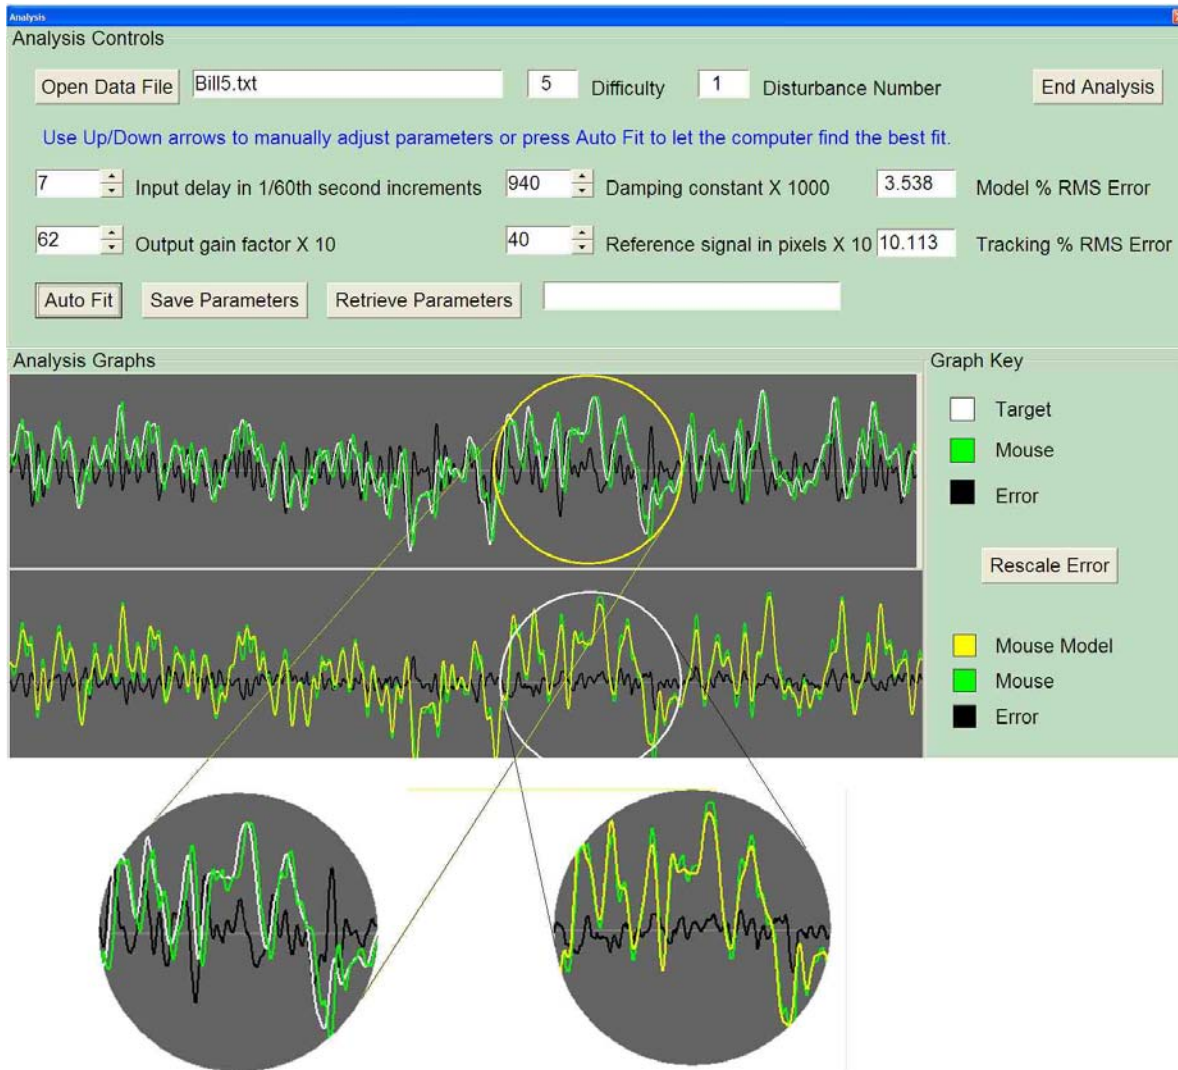 Analysis
Analysis Controls
Open Data File Bill5.txt 5 Difficulty 1 Disturbance Number End Analysis
Use Up/Down arrows to manually adjust parameters or press Auto Fit to let the computer find the best fit.
7 Input delay in 1/60th second increments 940 Damping constant X 1000 3.538 Model % RMS Error
62 Output gain factor X 10 40 Reference signal in pixels X 10 10.113 Tracking % RMS Error
Auto Fit Save Parameters Retrieve Parameters
Analysis Graphs
Graph Key
Target
Mouse
Error
Rescale Error
Mouse Model
Mouse
Error